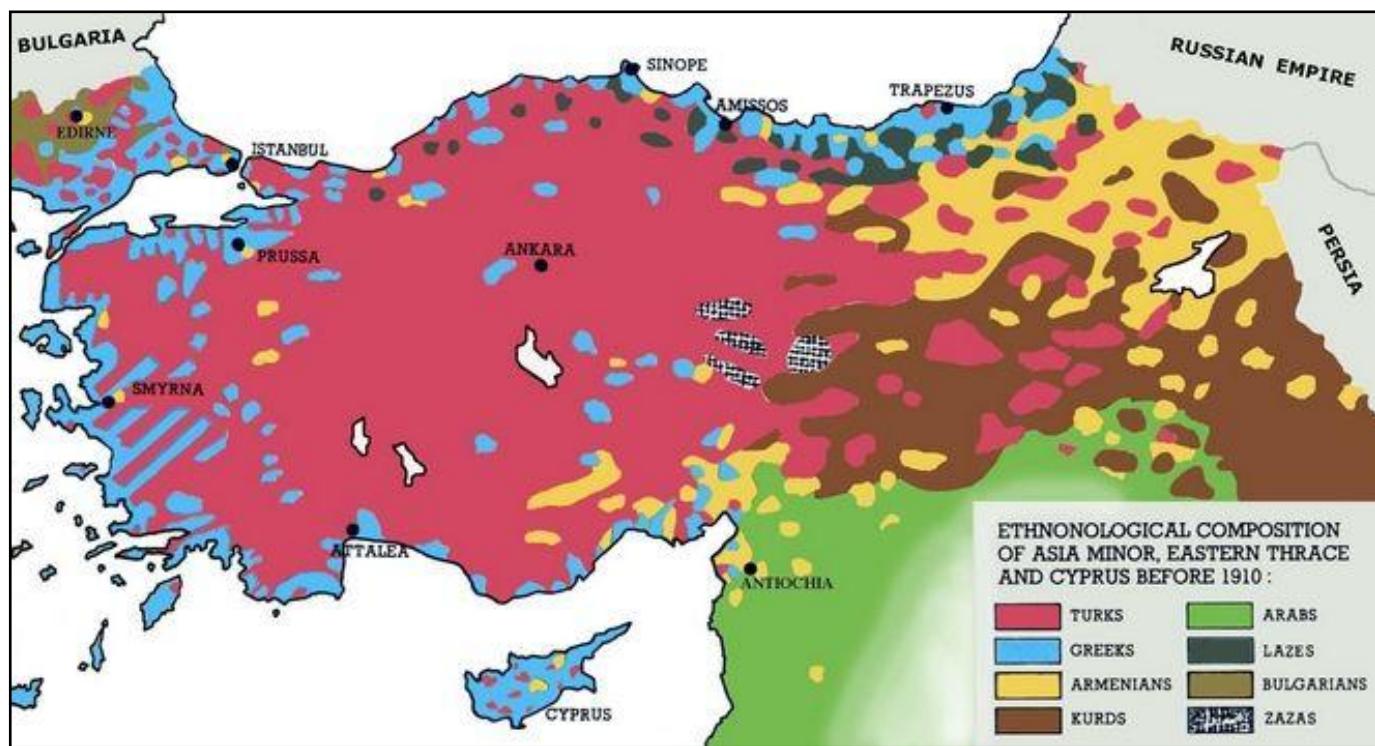 BULGARIA
RUSSIAN EMPIRE
SINOPE
TRAPEZUS
AMISSOS
EDIRNE
ISTANBUL
PRUSSA
ANKARA
PERSIA
SMYRNA
ATTALEA
ANTIOCHIA
CYPRUS
ETHNONOLOGICAL COMPOSITION
OF ASIA MINOR, EASTERN THRACE
AND CYPRUS BEFORE 1910 :
TURKS
ARABS
GREEKS
LAZES
ARMENIANS
BULGARIANS
KURDS
ZAZAS